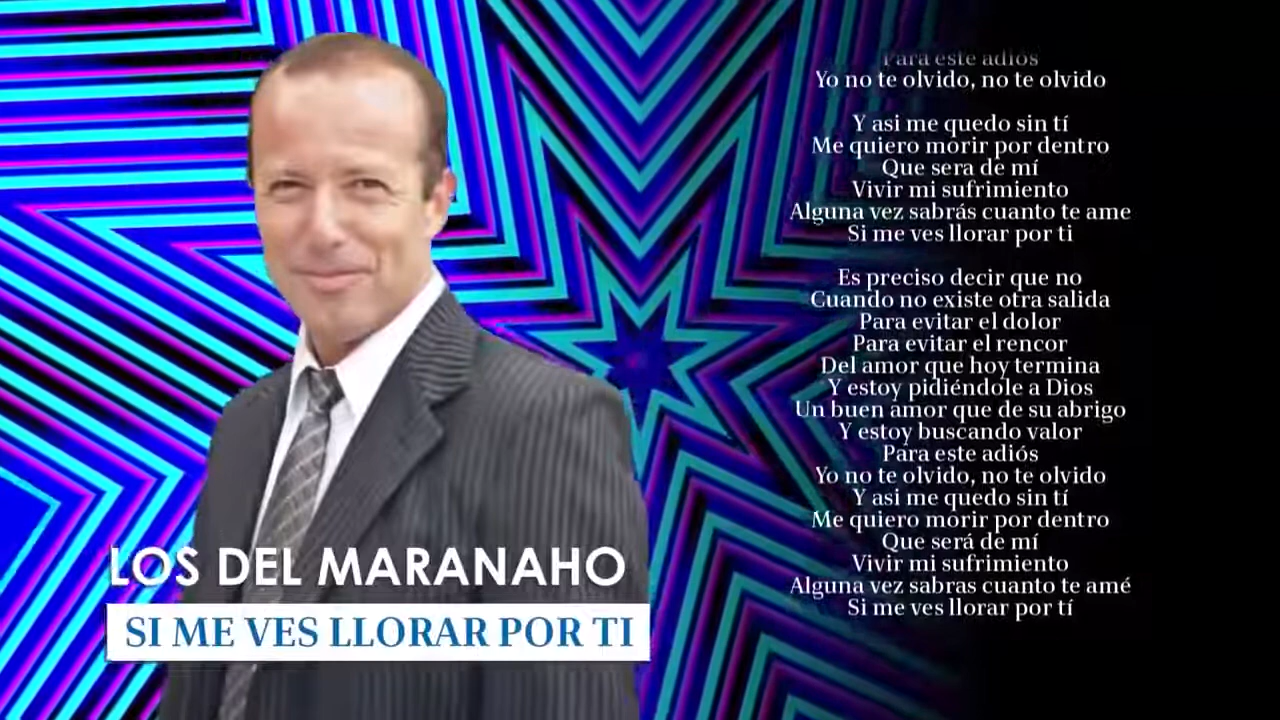 Para este adiós
Yo no te olvido, no te olvido
Y asi me quedo sin tí
Me quiero morir por dentro
Que sera de mí
Vivir mi sufrimiento
Alguna vez sabrás cuanto te ame
Si me ves llorar por ti
Es preciso decir que no
Cuando no existe otra salida
Para evitar el dolor
Para evitar el rencor
Del amor que hoy termina
Y estoy pidiéndole a Dios
Un buen amor que de su abrigo
Y estoy buscando valor
Para este adiós
Yo no te olvido, no te olvido
Y asi me quedo sin tí
Me quiero morir por dentro
Que será de mí
Vivir mi sufrimiento
Alguna vez sabras cuanto te amé
Si me ves llorar por tí
LOS DEL MARANAHO
SI ME VES LLORAR POR TI